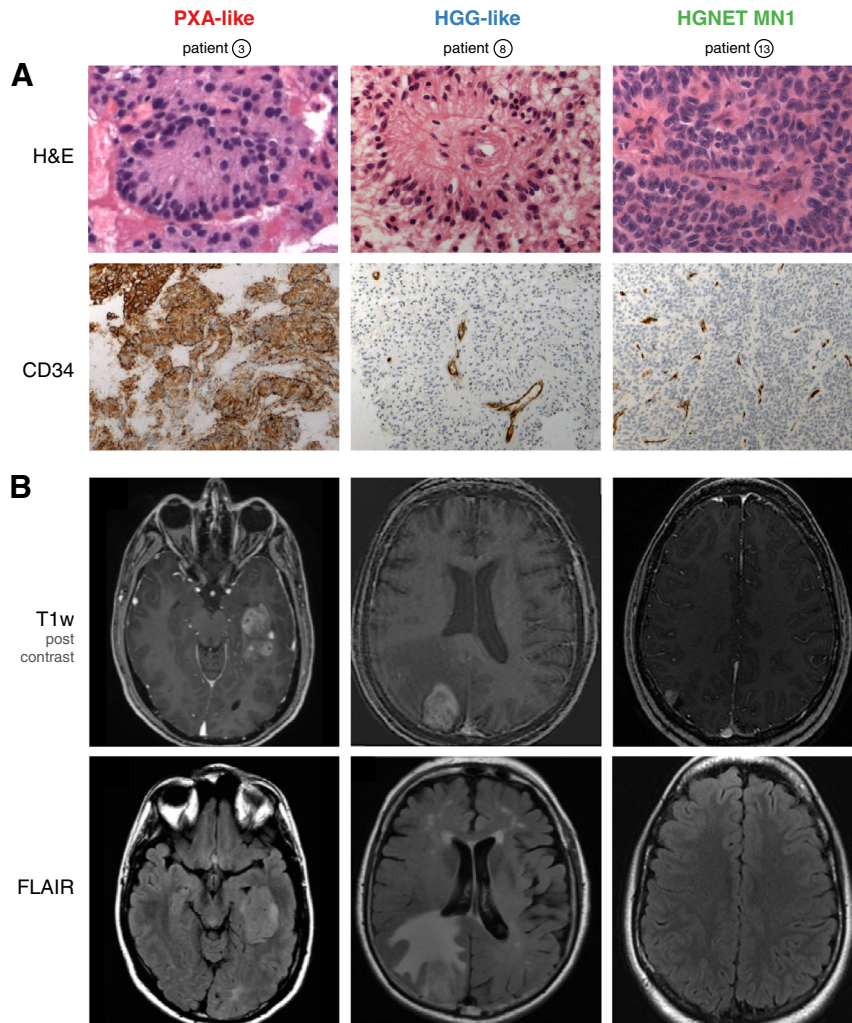 PXA-like HGG-like HGNET MN1
patient 3 patient 8 patient 13
A
H&E
CD34
B
T1w
post
contrast
FLAIR